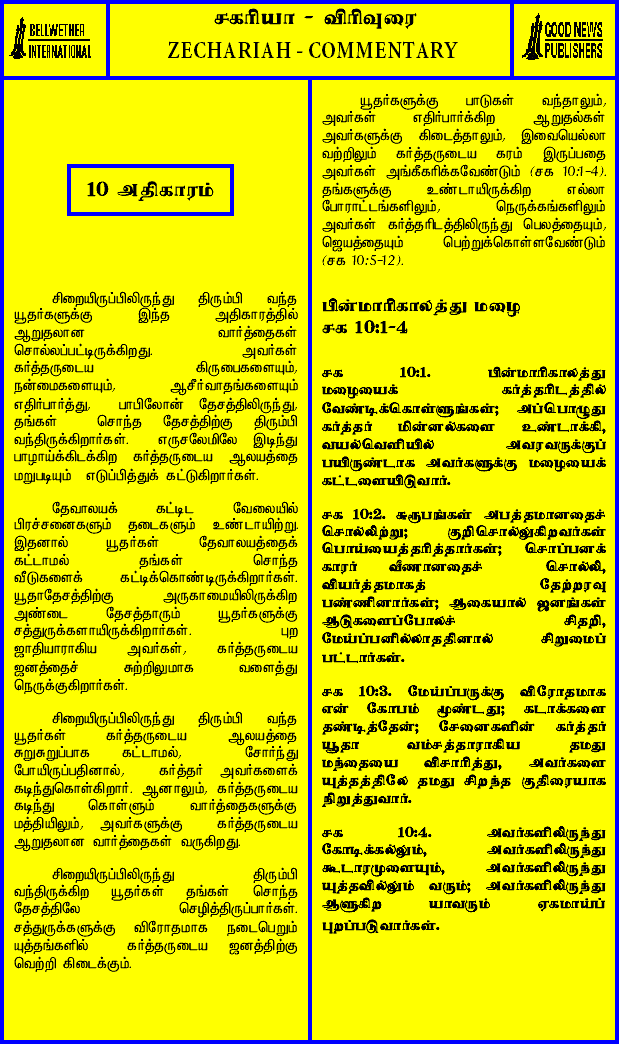 BELLWETHER
INTERNATIONAL
சகரியா - விரிவுரை
ZECHARIAH - COMMENTARY
GOOD NEWS
PUBLISHERS
10 அதிகாரம்
சிறையிருப்பிலிருந்து திரும்பி வந்த
யூதர்களுக்கு இந்த அதிகாரத்தில்
ஆறுதலான வார்த்தைகள்
சொல்லப்பட்டிருக்கிறது. அவர்கள்
கர்த்தருடைய கிருபைகளையும்,
நன்மைகளையும், ஆசீர்வாதங்களையும்
எதிர்பார்த்து, பாபிலோன் தேசத்திலிருந்து,
தங்கள் சொந்த தேசத்திற்கு திரும்பி
வந்திருக்கிறார்கள். எருசலேமிலே இடிந்து
பாழாய்க்கிடக்கிற கர்த்தருடைய ஆலயத்தை
மறுபடியும் எடுப்பித்துக் கட்டுகிறார்கள்.
தேவாலயக் கட்டிட வேலையில்
பிரச்சனைகளும் தடைகளும் உண்டாயிற்று.
இதனால் யூதர்கள் தேவாலயத்தைக்
கட்டாமல் தங்கள் சொந்த
வீடுகளைக் கட்டிக்கொண்டிருக்கிறார்கள்.
யூதாதேசத்திற்கு அருகாமையிலிருக்கிற
அண்டை தேசத்தாரும் யூதர்களுக்கு
சத்துருக்களாயிருக்கிறார்கள். புற
ஜாதியாராகிய அவர்கள், கர்த்தருடைய
ஜனத்தைச் சுற்றிலுமாக வளைத்து
நெருக்குகிறார்கள்.
சிறையிருப்பிலிருந்து திரும்பி வந்த
யூதர்கள் கர்த்தருடைய ஆலயத்தை
சுறுசுறுப்பாக கட்டாமல், சோர்ந்து
போயிருப்பதினால், கர்த்தர் அவர்களைக்
கடிந்துகொள்கிறார். ஆனாலும், கர்த்தருடைய
கடிந்து கொள்ளும் வார்த்தைகளுக்கு
மத்தியிலும், அவர்களுக்கு கர்த்தருடைய
ஆறுதலான வார்த்தைகள் வருகிறது.
சிறையிருப்பிலிருந்து திரும்பி
வந்திருக்கிற யூதர்கள் தங்கள் சொந்த
தேசத்திலே செழித்திருப்பார்கள்.
சத்துருக்களுக்கு விரோதமாக நடைபெறும்
யுத்தங்களில் கர்த்தருடைய ஜனத்திற்கு
வெற்றி கிடைக்கும்.
யூதர்களுக்கு பாடுகள் வந்தாலும்,
அவர்கள் எதிர்பார்க்கிற ஆறுதல்கள்
அவர்களுக்கு கிடைத்தாலும், இவையெல்லா
வற்றிலும் கர்த்தருடைய கரம் இருப்பதை
அவர்கள் அங்கீகரிக்கவேண்டும் (சக 10:1-4).
தங்களுக்கு உண்டாயிருக்கிற எல்லா
போராட்டங்களிலும், நெருக்கங்களிலும்
அவர்கள் கர்த்தரிடத்திலிருந்து பெலத்தையும்,
ஜெயத்தையும் பெற்றுக்கொள்ளவேண்டும்
(சக 10:5-12).
பின்மாரிகாலத்து மழை
சக 10:1-4
சக 10:1. பின்மாரிகாலத்து
மழையைக் கர்த்தரிடத்தில்
வேண்டிக்கொள்ளுங்கள்; அப்பொழுது
கர்த்தர் மின்னல்களை உண்டாக்கி,
வயல்வெளியில் அவரவருக்குப்
பயிருண்டாக அவர்களுக்கு மழையைக்
கட்டளையிடுவார்.
சக 10:2. சுரூபங்கள் அபத்தமானதைச்
சொல்லிற்று; குறிசொல்லுகிறவர்கள்
பொய்யைத்தரித்தார்கள்; சொப்பனக்
காரர் வீணானதைச் சொல்லி,
வியர்த்தமாகத் தேற்றரவு
பண்ணினார்கள்; ஆகையால் ஜனங்கள்
ஆடுகளைப்போலச் சிதறி,
மேய்ப்பனில்லாததினால் சிறுமைப்
பட்டார்கள்.
சக 10:3. மேய்ப்பருக்கு விரோதமாக
என் கோபம் மூண்டது; கடாக்களை
தண்டித்தேன்; சேனைகளின் கர்த்தர்
யூதா வம்சத்தாராகிய தமது
மந்தையை விசாரித்து, அவர்களை
யுத்தத்திலே தமது சிறந்த குதிரையாக
நிறுத்துவார்.
சக 10:4. அவர்களிலிருந்து
கோடிக்கல்லும், அவர்களிலிருந்து
கூடாரமுளையும், அவர்களிலிருந்து
யுத்தவில்லும் வரும்; அவர்களிலிருந்து
ஆளுகிற யாவரும் ஏகமாய்ப்
புறப்படுவார்கள்.